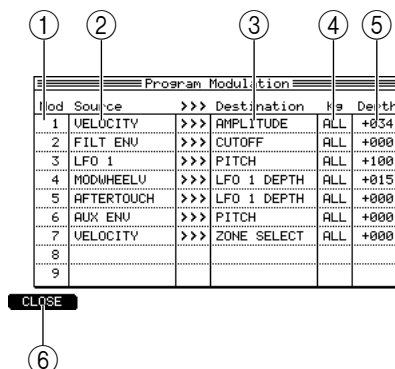 ① ② ③ ④ ⑤
Program Modulation
Mod Source >>> Destination Kg Depth
1 VELOCITY >>> AMPLITUDE ALL +034
2 FILT ENV >>> CUTOFF ALL +000
3 LFO 1 >>> PITCH ALL +100
4 MODWHEELV >>> LFO 1 DEPTH ALL +015
5 AFTERTOUCH >>> LFO 1 DEPTH ALL +000
6 AUX ENV >>> PITCH ALL +000
7 VELOCITY >>> ZONE SELECT ALL +000
8
9
CLOSE
⑥